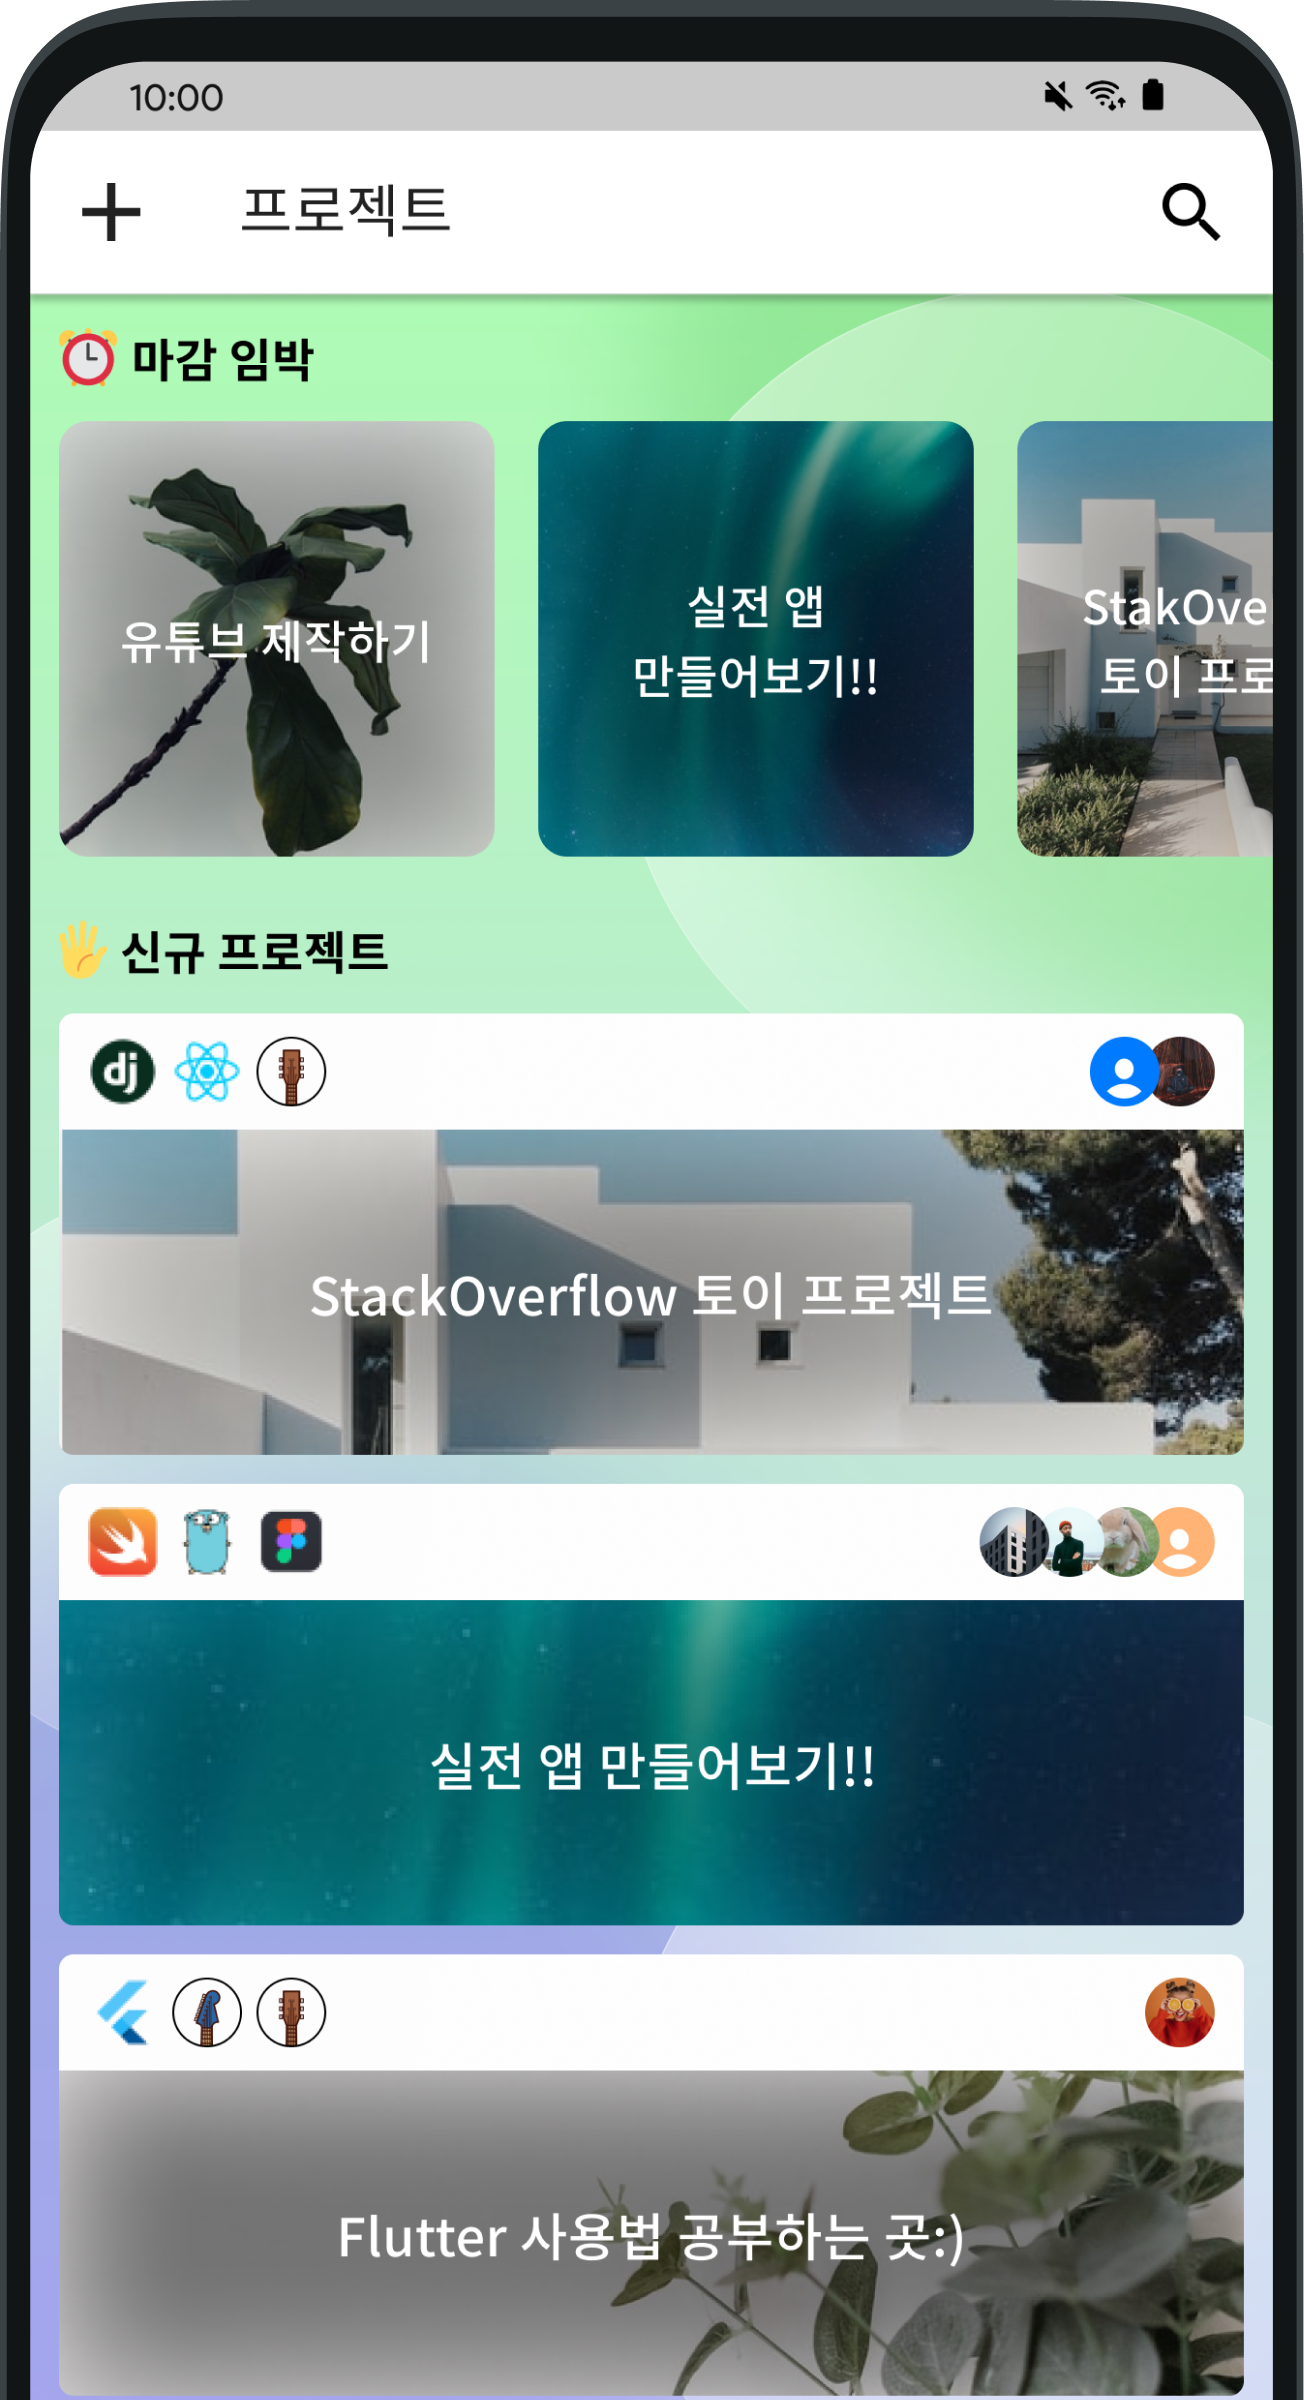 10:00
프로젝트
마감 임박
유튜브 제작하기
실전 앱
만들어보기!!
StakOve
토이 프로
신규 프로젝트
dj
StackOverflow 토이 프로젝트
실전 앱 만들어보기!!
Flutter 사용법 공부하는 곳:)